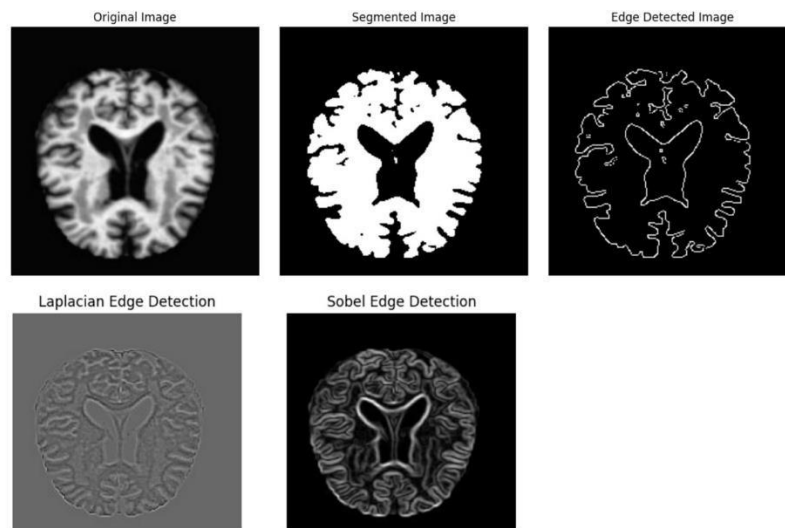 Original Image
Segmented Image
Edge Detected Image
Laplacian Edge Detection
Sobel Edge Detection